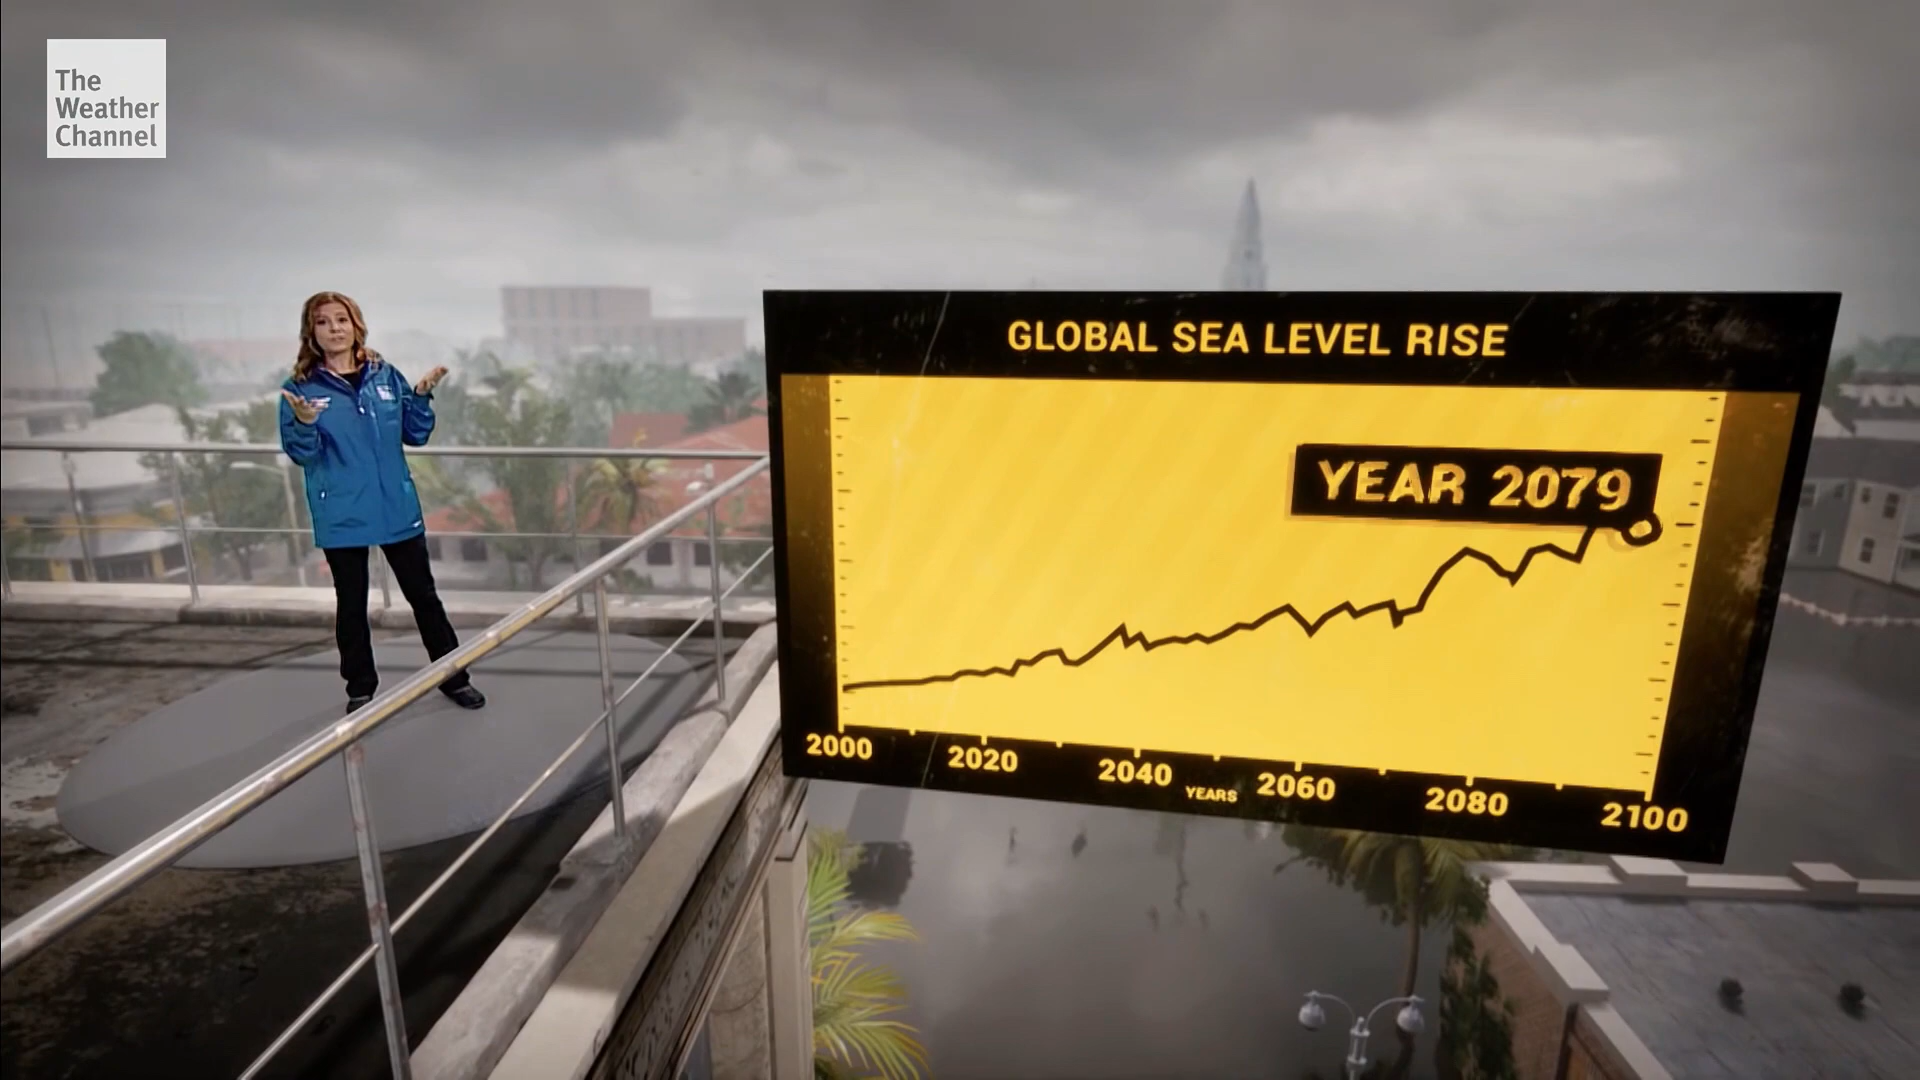 The
Weather
Channel
GLOBAL SEA LEVEL RISE
YEAR 2079
2000 2020 2040 2060 2080 2100
YEARS